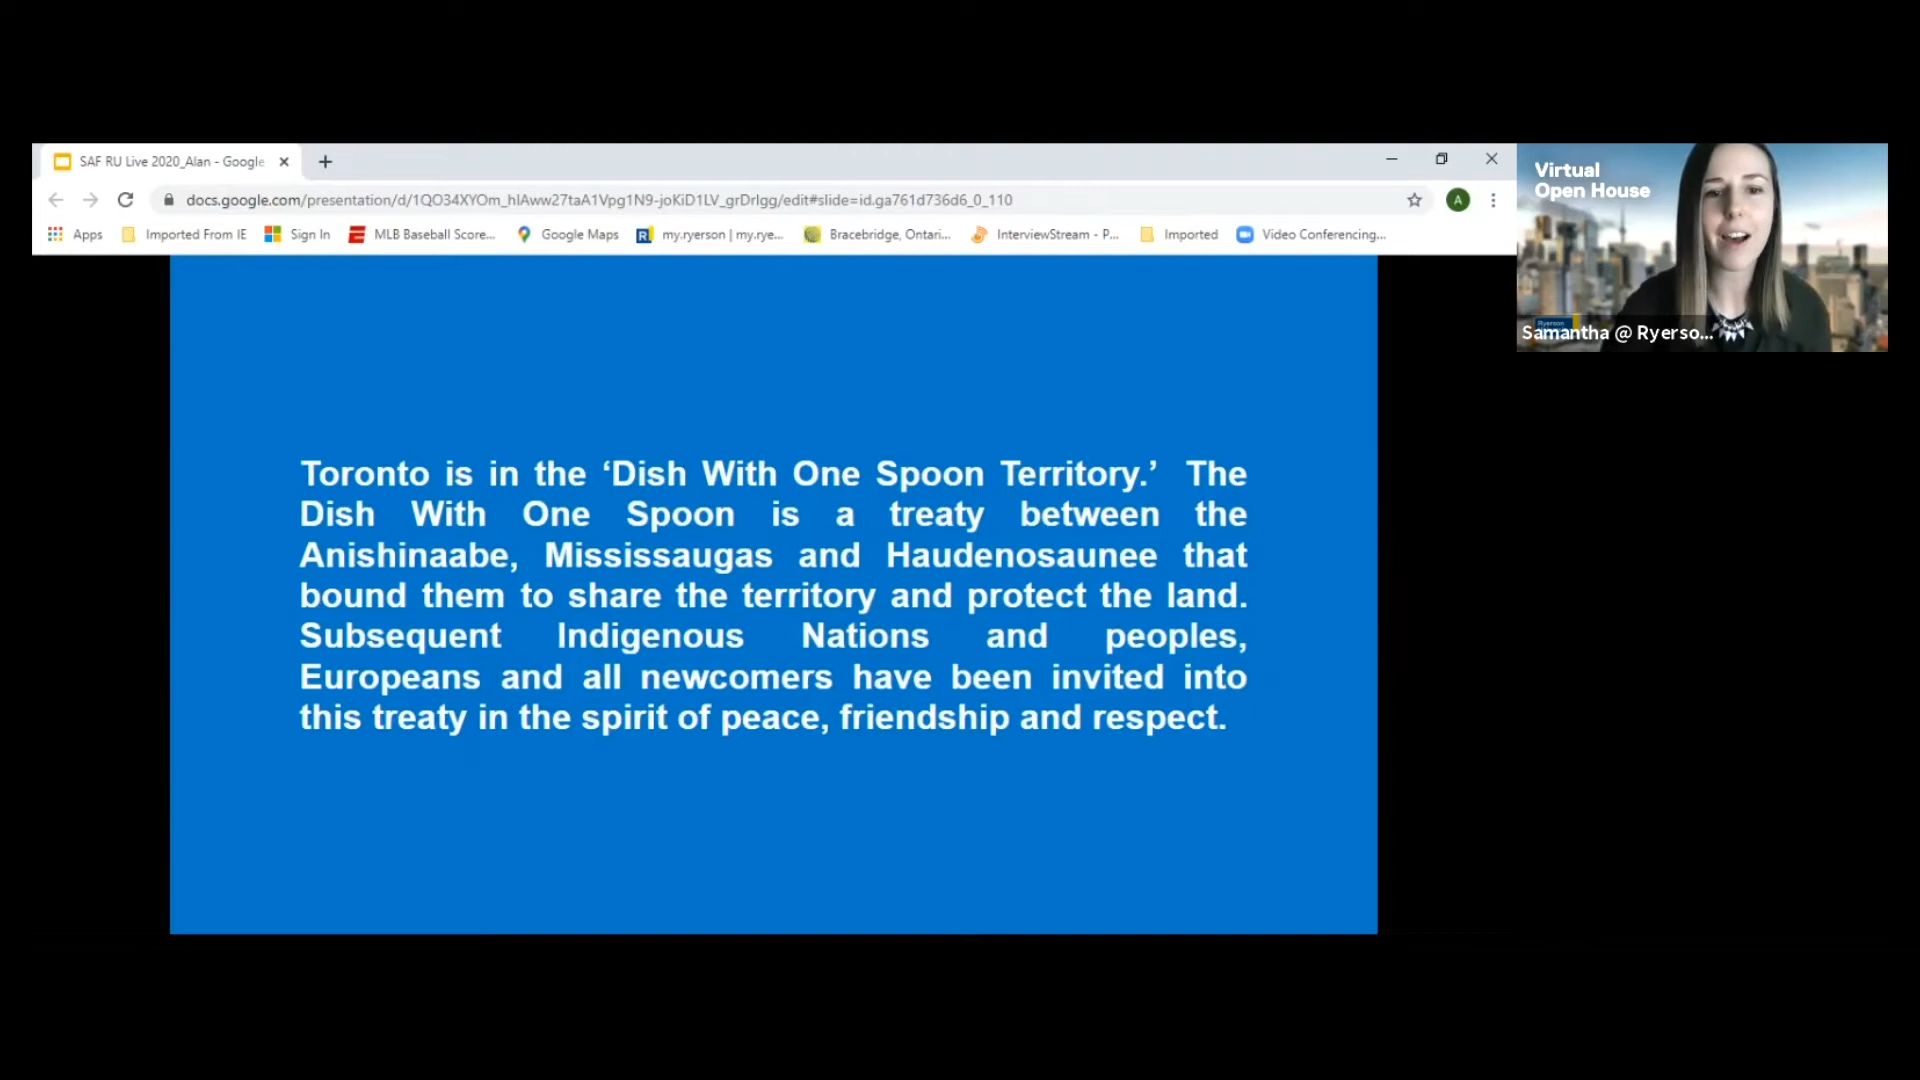 SAF RU Live 2020_Alan - Google
docs.google.com/presentation/d/1QO34XYOm_hIAww27taA1Vpg1N9-joKiD1LV_grDrIgg/edit#slide=id.ga761d736d6_0_110
A
Apps
Imported From IE
Sign In
MLB Baseball Score...
Google Maps
my.ryerson | my.rye...
Bracebridge, Ontari...
InterviewStream - P...
Imported
Video Conferencing...
Virtual
Open House
Ryerson
Samantha @ Ryerso...
Toronto is in the ‘Dish With One Spoon Territory.’ The
Dish With One Spoon is a treaty between the
Anishinaabe, Mississaugas and Haudenosaunee that
bound them to share the territory and protect the land.
Subsequent Indigenous Nations and peoples,
Europeans and all newcomers have been invited into
this treaty in the spirit of peace, friendship and respect.